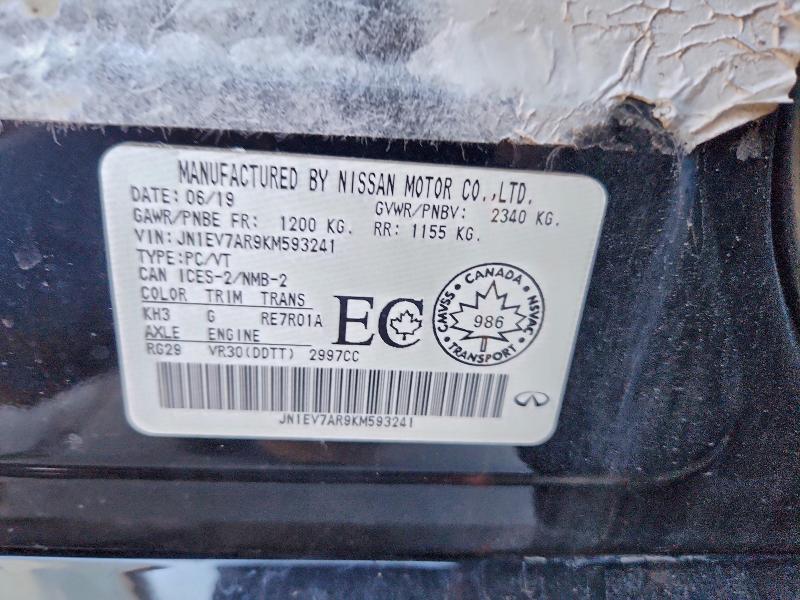 MANUFACTURED BY NISSAN MOTOR CO.,LTD.
DATE: 06/19 GVWR/PNBV: 2340 KG.
GAWR/PNBE FR: 1200 KG. RR: 1155 KG.
VIN: JN1EV7AR9KM593241
TYPE:PC/VT
CAN ICES-2/NMB-2
COLOR TRIM TRANS
KH3 G RE7R01A
AXLE ENGINE
RG29 VR30(DDTT) 2997CC
EC
CANADA
CMVSS 986 NSVAC
TRANSPORT
JN1EV7AR9KM593241